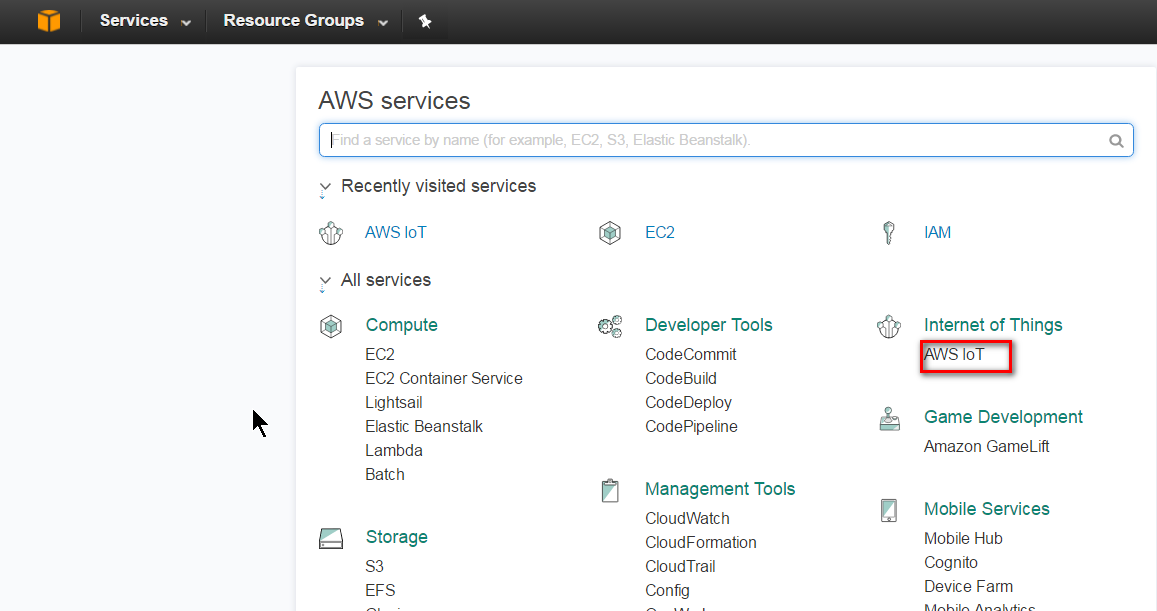 Services
Resource Groups
AWS services
Find a service by name (for example, EC2, S3, Elastic Beanstalk).
Recently visited services
AWS IoT
EC2
IAM
All services
Compute
EC2
EC2 Container Service
Lightsail
Elastic Beanstalk
Lambda
Batch
Storage
S3
EFS
Developer Tools
CodeCommit
CodeBuild
CodeDeploy
CodePipeline
Management Tools
CloudWatch
CloudFormation
CloudTrail
Config
Internet of Things
AWS IoT
Game Development
Amazon GameLift
Mobile Services
Mobile Hub
Cognito
Device Farm
Mobile Analytics